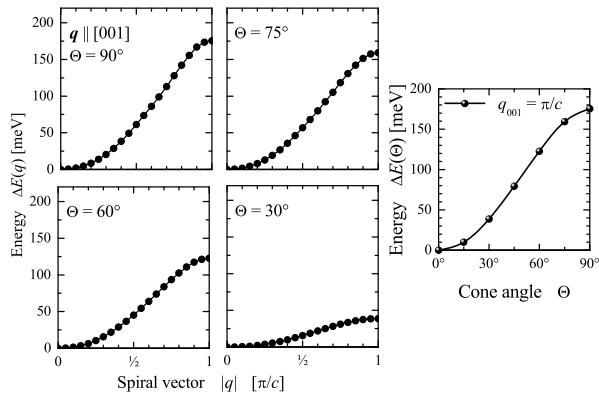 200
150
100
50
0
q || [001]
Θ = 90°
Θ = 75°
200
150
100
50
0
Θ = 60°
Θ = 30°
0
½
1
0
½
1
Energy ΔE(q) [meV]
Spiral vector |q| [π/c]
200
150
100
50
0
q001 = π/c
0°
30°
60°
90°
Energy ΔE(Θ) [meV]
Cone angle Θ